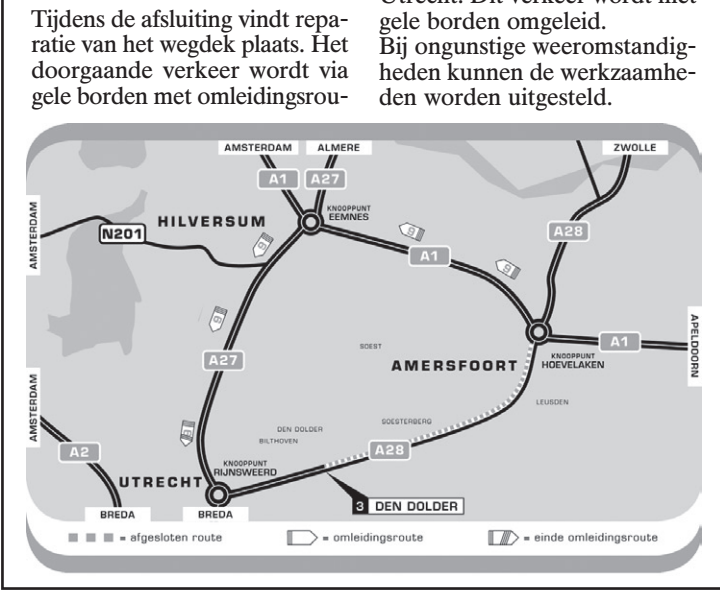 Tijdens de afsluiting vindt repa-
ratie van het wegdek plaats. Het
doorgaande verkeer wordt via
gele borden met omleidingsrou-
gele borden omgeleid.
Bij ongunstige weeromstandig-
heden kunnen de werkzaamhe-
den worden uitgesteld.
AMSTERDAM
ALMERE
ZWOLLE
A1
A27
KNOOPPUNT
EEMNES
HILVERSUM
AMSTERDAM
N201
A28
A1
A1
APELDOORN
SOEST
AMERSFOORT
KNOOPPUNT
HOEVELAKEN
A27
LEUSDEN
AMSTERDAM
SOESTERBERG
DEN DOLDER
BILTHOVEN
A28
A2
KNOOPPUNT
RIJNSWEERD
UTRECHT
3 DEN DOLDER
BREDA
BREDA
= afgesloten route
= omleidingsroute
= einde omleidingsroute